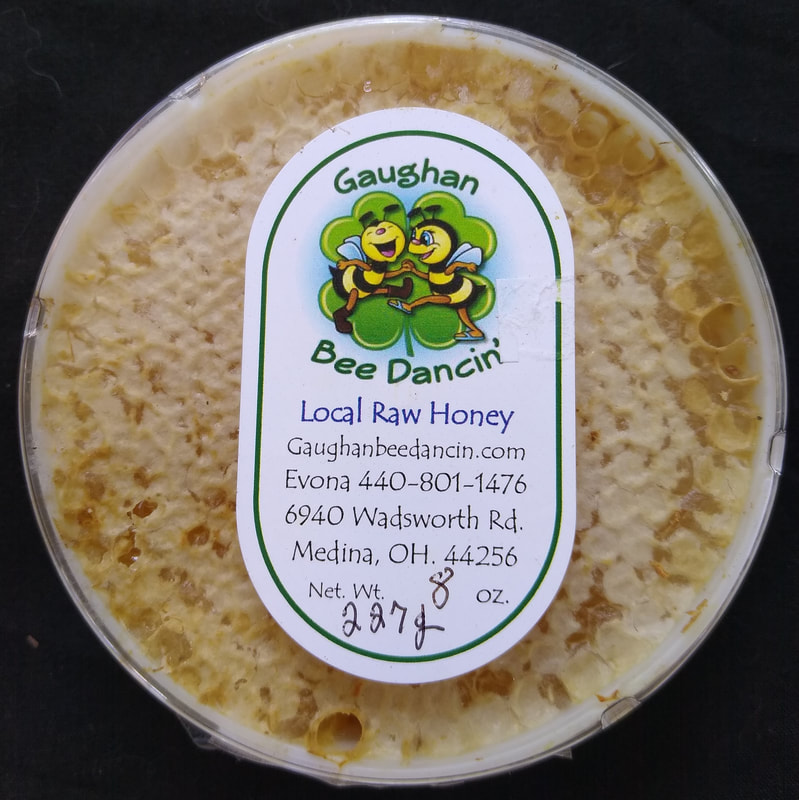 Gaughan
Bee Dancin'
Local Raw Honey
Gaughanbeedancin.com
Evona 440-801-1476
6940 Wadsworth Rd.
Medina, OH. 44256
Net. Wt. 8 oz.
227g